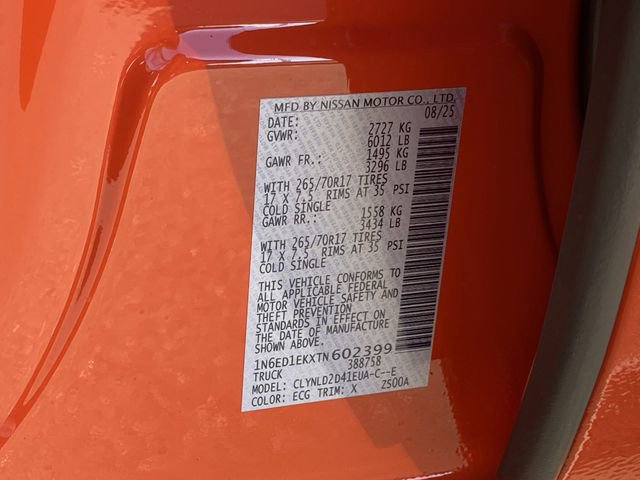 MFD BY NISSAN MOTOR CO., LTD.
DATE: 08/25
GVWR: 2727 KG
6012 LB
GAWR FR.: 1495 KG
3296 LB
WITH 265/70R17 TIRES
17 X 7.5 RIMS AT 35 PSI
COLD SINGLE
GAWR RR.: 1558 KG
3434 LB
WITH 265/70R17 TIRES
17 X 7.5 RIMS AT 35 PSI
COLD SINGLE
THIS VEHICLE CONFORMS TO
ALL APPLICABLE FEDERAL
MOTOR VEHICLE SAFETY AND
THEFT PREVENTION
STANDARDS IN EFFECT ON
THE DATE OF MANUFACTURE
SHOWN ABOVE.
1N6ED1EKXTN602399
TRUCK 388758
MODEL: CLYNLD2D41EUA-C--E
COLOR: ECG TRIM: X ZS00A